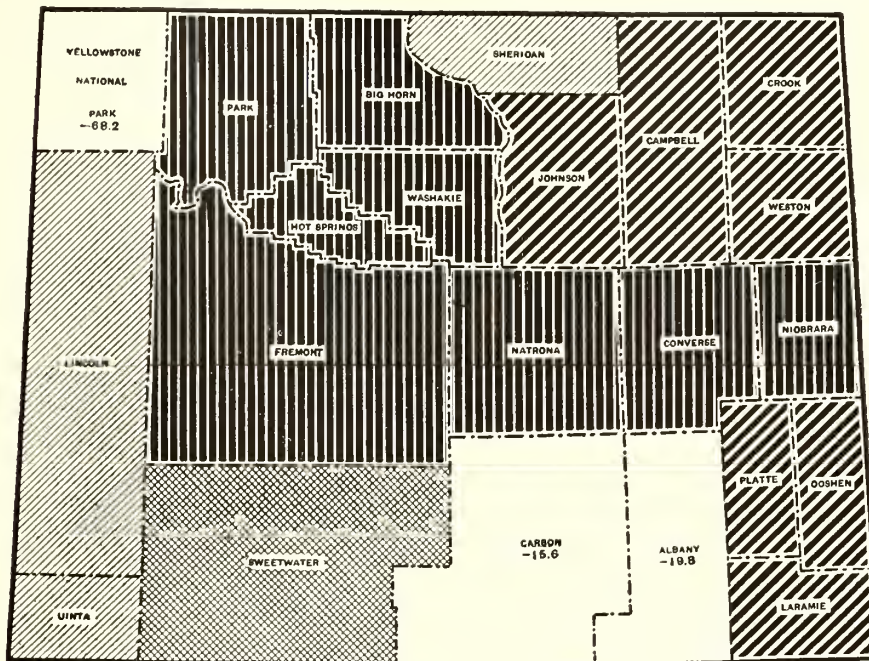 YELLOWSTONE
NATIONAL
PARK
-68.2
PARK
BIG HORN
SHERIDAN
CROOK
CAMPBELL
JOHNSON
WASHAKIE
HOT SPRINGS
WESTON
LINCOLN
FREMONT
NATRONA
CONVERSE
NIOBRARA
PLATTE
GOSHEN
SWEETWATER
CARBON
-15.6
ALBANY
-19.8
UINTA
LARAMIE